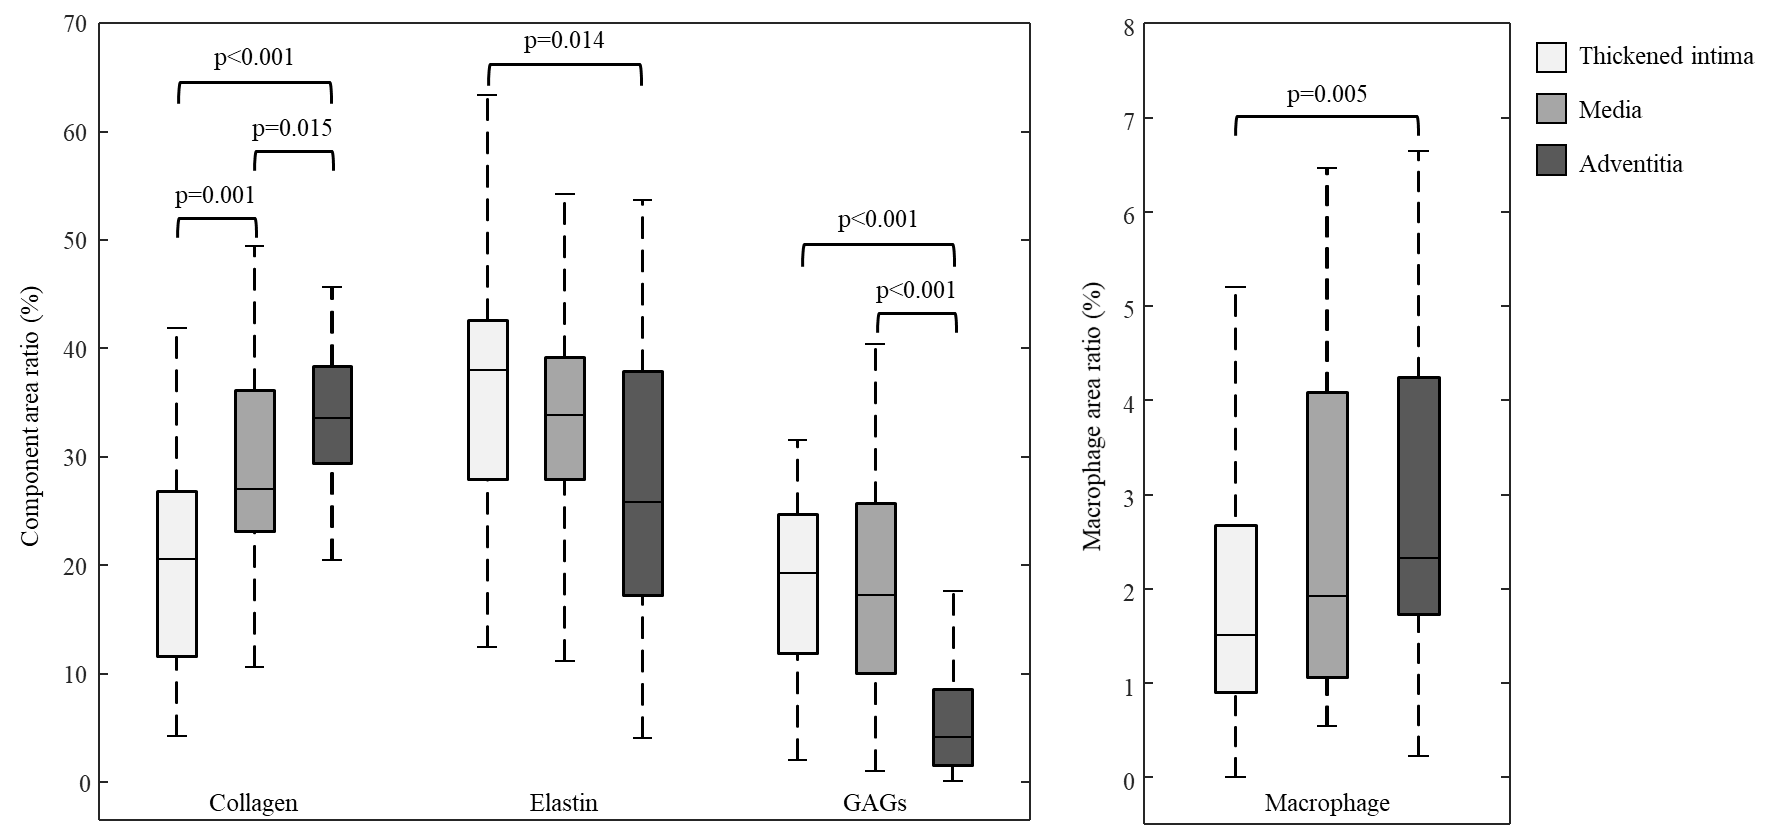 70
60
50
40
30
20
10
0
Component area ratio (%)
p<0.001
p=0.015
p=0.001
p=0.014
p<0.001
p<0.001
Collagen
Elastin
GAGs
8
7
6
5
4
3
2
1
0
Macrophage area ratio (%)
p=0.005
Macrophage
Thickened intima
Media
Adventitia